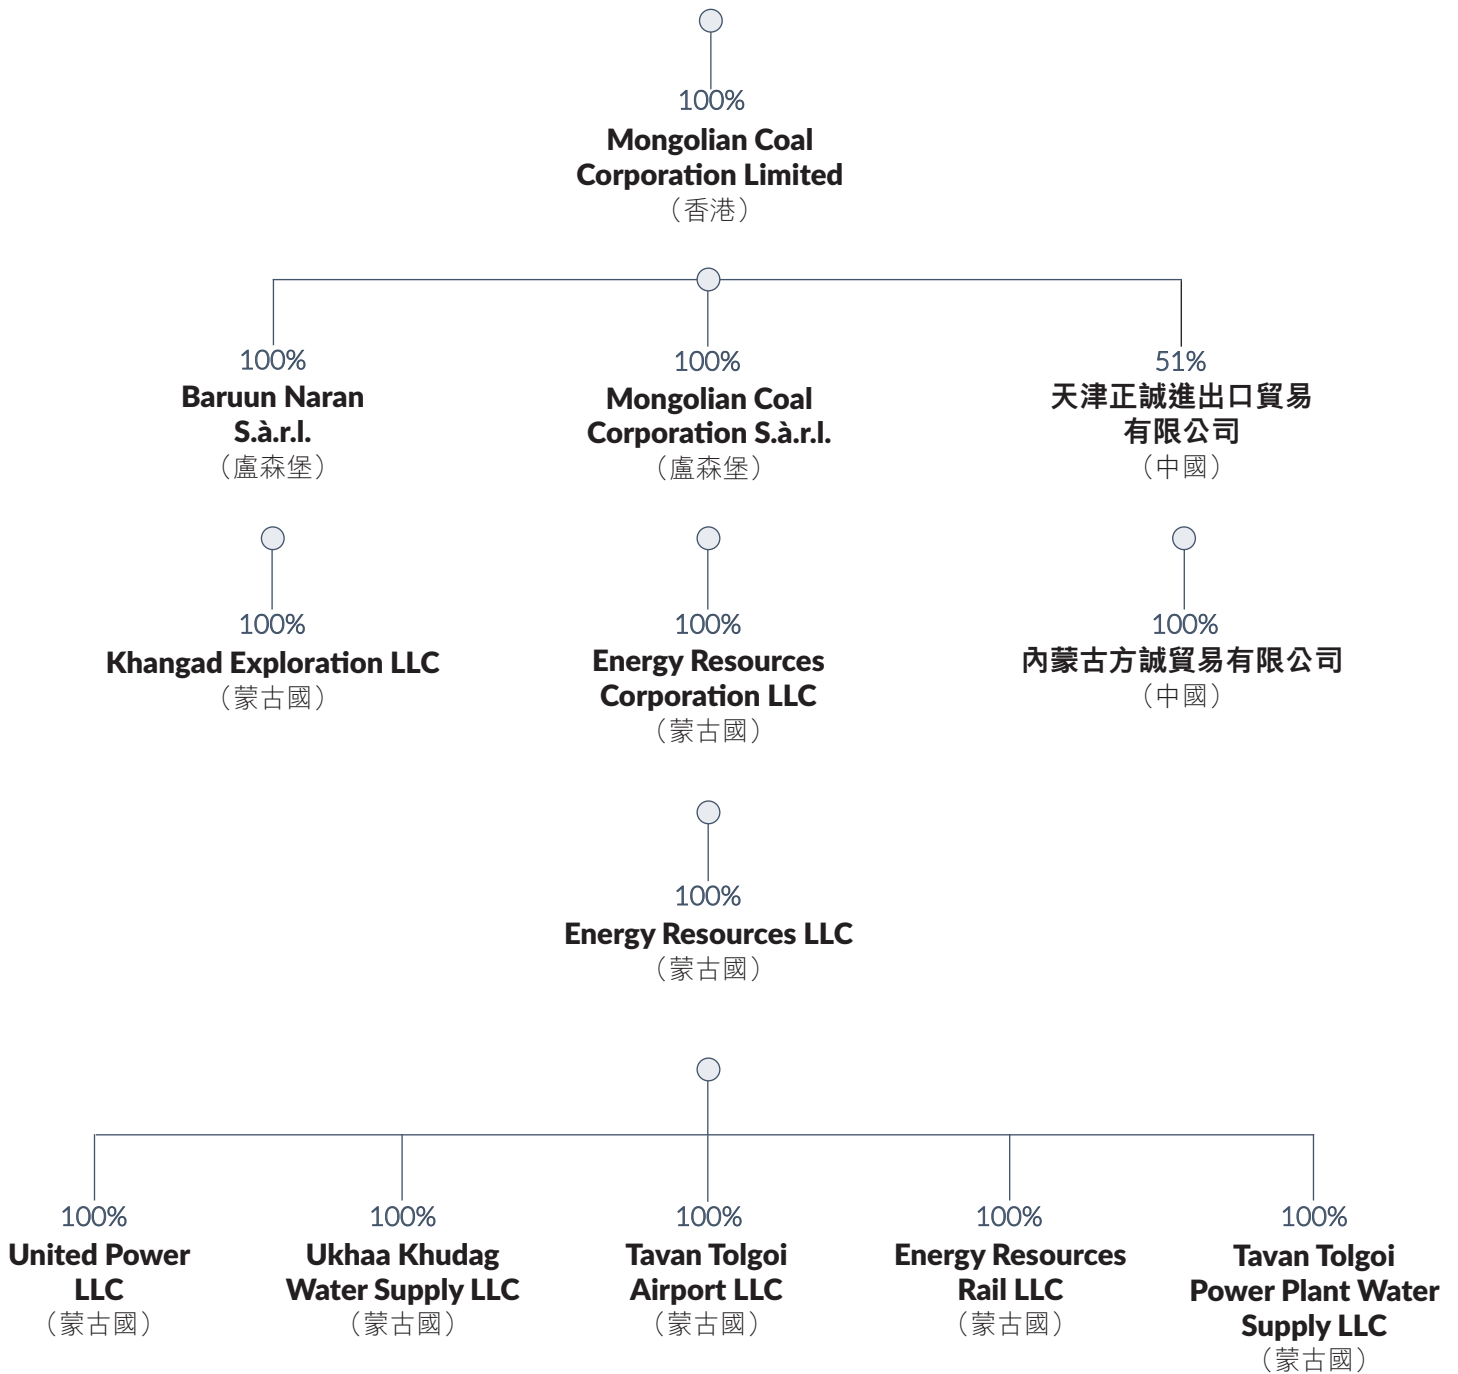 100%
Mongolian Coal
Corporation Limited
（香港）
100%
Baruun Naran
S.à.r.l.
（盧森堡）
100%
Mongolian Coal
Corporation S.à.r.l.
（盧森堡）
51%
天津正誠進出口貿易
有限公司
（中國）
100%
Khangad Exploration LLC
（蒙古國）
100%
Energy Resources
Corporation LLC
（蒙古國）
100%
內蒙古方誠貿易有限公司
（中國）
100%
Energy Resources LLC
（蒙古國）
100%
United Power
LLC
（蒙古國）
100%
Ukhaa Khudag
Water Supply LLC
（蒙古國）
100%
Tavan Tolgoi
Airport LLC
（蒙古國）
100%
Energy Resources
Rail LLC
（蒙古國）
100%
Tavan Tolgoi
Power Plant Water
Supply LLC
（蒙古國）